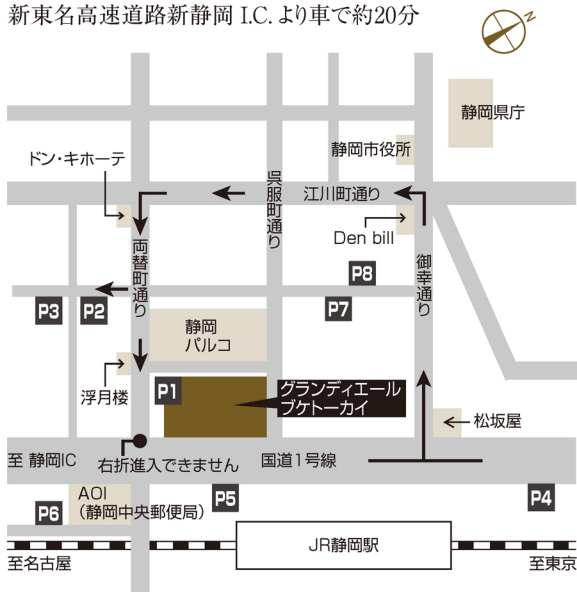 新東名高速道路新静岡 I.C.より車で約20分
N
静岡県庁
静岡市役所
ドン・キホーテ
呉服町通り
江川町通り
Den bill
両替町通り
御幸通り
P8
P3
P2
P7
静岡
パルコ
浮月楼
P1
グランディエール
ブケトーカイ
松坂屋
至 静岡IC
右折進入できません
国道1号線
AOI
(静岡中央郵便局)
P6
P5
P4
JR静岡駅
至名古屋
至東京